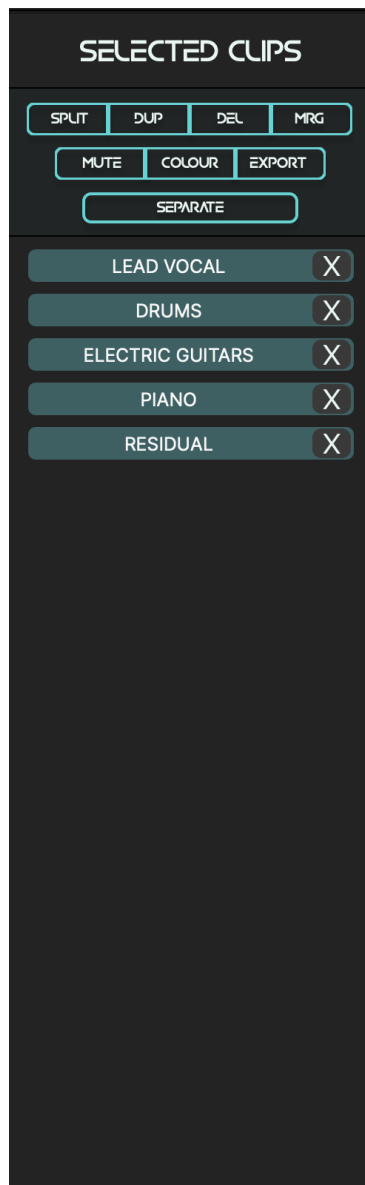 SELECTED CLIPS
SPLIT DUP DEL MRG
MUTE COLOUR EXPORT
SEPARATE
LEAD VOCAL X
DRUMS X
ELECTRIC GUITARS X
PIANO X
RESIDUAL X